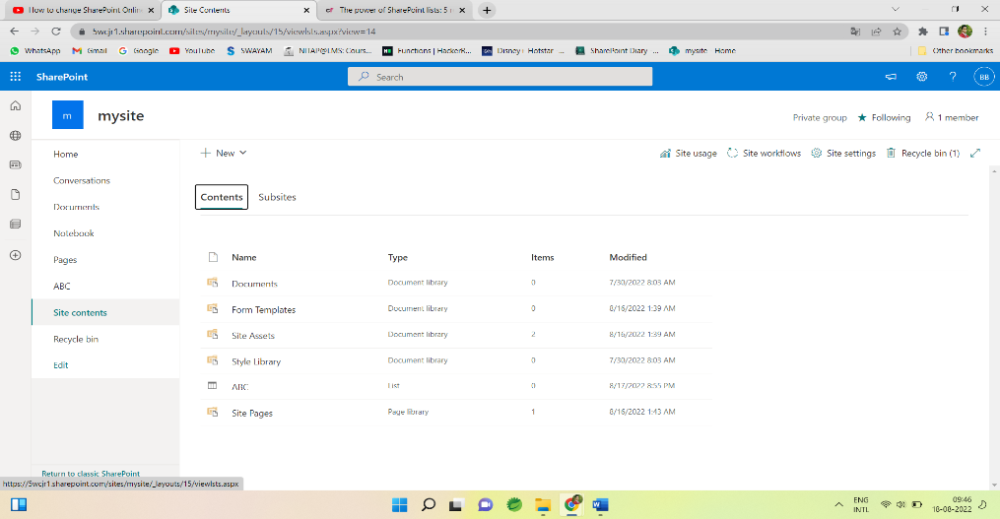 How to change SharePoint Online
Site Contents
The power of SharePoint lists: 5
5wcjr1.sharepoint.com/sites/mysite/_layouts/15/viewlsts.aspx?view=14
WhatsApp Gmail Google YouTube SWAYAM NITAP@LMS: Cours... Functions | HackerR... Disney+ Hotstar -... SharePoint Diary -... mysite - Home Other bookmarks
SharePoint Search BB
m mysite Private group Following 1 member
Home
Conversations
Documents
Notebook
Pages
ABC
Site contents
Recycle bin
Edit
Return to classic SharePoint
New Site usage Site workflows Site settings Recycle bin (1)
Contents Subsites
Name Type Items Modified
Documents Document library 0 7/30/2022 8:03 AM
Form Templates Document library 0 8/16/2022 1:39 AM
Site Assets Document library 2 8/16/2022 1:39 AM
Style Library Document library 0 7/30/2022 8:03 AM
ABC List 0 8/17/2022 8:55 PM
Site Pages Page library 1 8/16/2022 1:43 AM
https://5wcjr1.sharepoint.com/sites/mysite/_layouts/15/viewlsts.aspx
ENG
INTL
09:46
18-08-2022